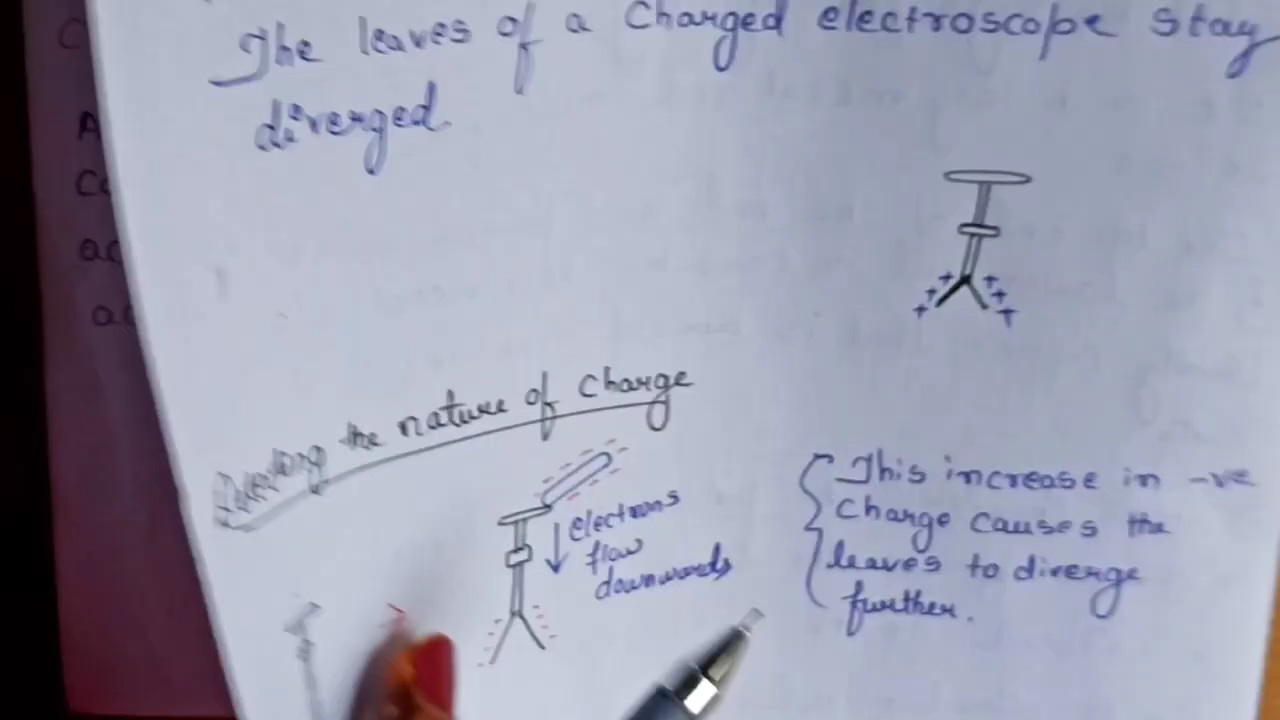 The leaves of a Charged electroscope stay
diverged.
the nature of Charge
electrons
flow
downwards
This increase in -ve
Charge causes the
leaves to diverge
further.